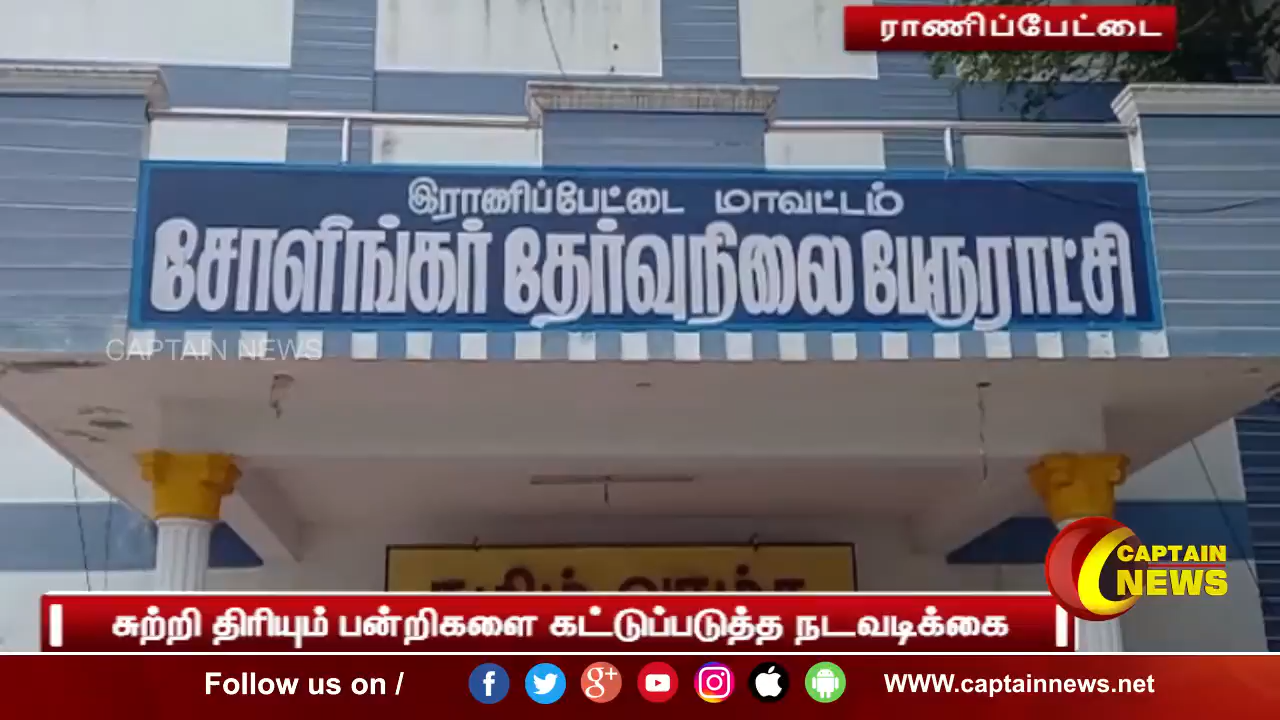 ராணிப்பேட்டை
இராணிப்பேட்டை மாவட்டம்
சோளிங்கர் தேர்வுநிலை பேரூராட்சி
CAPTAIN NEWS
CAPTAIN
NEWS
சுற்றி திரியும் பன்றிகளை கட்டுப்படுத்த நடவடிக்கை
Follow us on /
WWW.captainnews.net